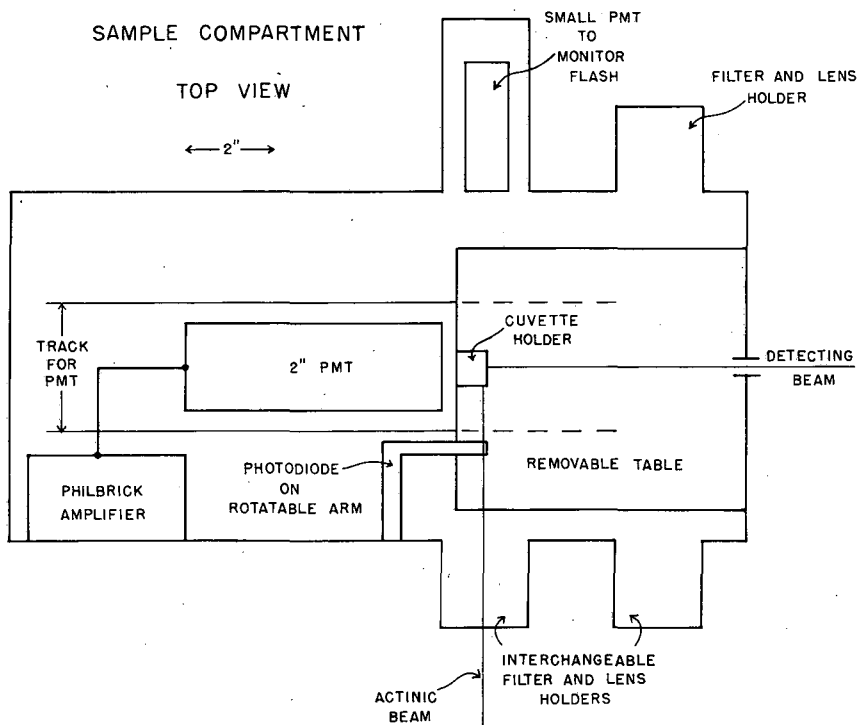 SAMPLE COMPARTMENT
TOP VIEW
2"
SMALL PMT
TO
MONITOR
FLASH
FILTER AND LENS
HOLDER
TRACK
FOR
PMT
2" PMT
CUVETTE
HOLDER
DETECTING
BEAM
PHILBRICK
AMPLIFIER
PHOTODIODE
ON
ROTATABLE ARM
REMOVABLE TABLE
INTERCHANGEABLE
FILTER AND LENS
HOLDERS
ACTINIC
BEAM